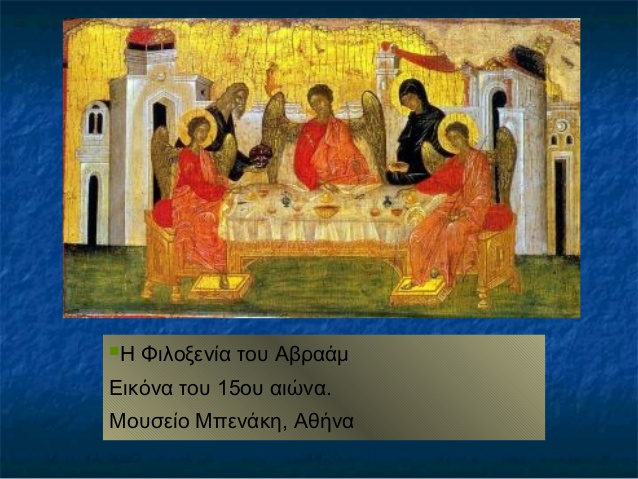 Η Φιλοξενία του Αβραάμ
Εικόνα του 15ου αιώνα.
Μουσείο Μπενάκη, Αθήνα